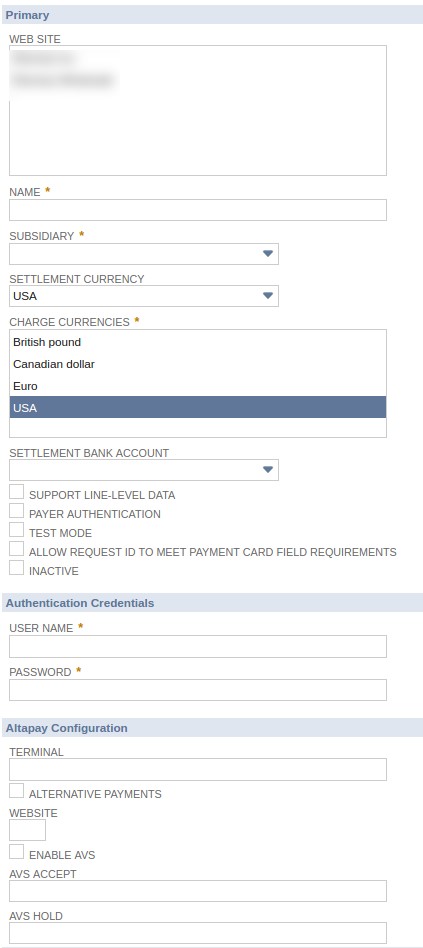 Primary
WEB SITE
NAME *
SUBSIDIARY *
SETTLEMENT CURRENCY
USA
CHARGE CURRENCIES *
British pound
Canadian dollar
Euro
USA
SETTLEMENT BANK ACCOUNT
SUPPORT LINE-LEVEL DATA
PAYER AUTHENTICATION
TEST MODE
ALLOW REQUEST ID TO MEET PAYMENT CARD FIELD REQUIREMENTS
INACTIVE
Authentication Credentials
USER NAME *
PASSWORD *
Altapay Configuration
TERMINAL
ALTERNATIVE PAYMENTS
WEBSITE
ENABLE AVS
AVS ACCEPT
AVS HOLD